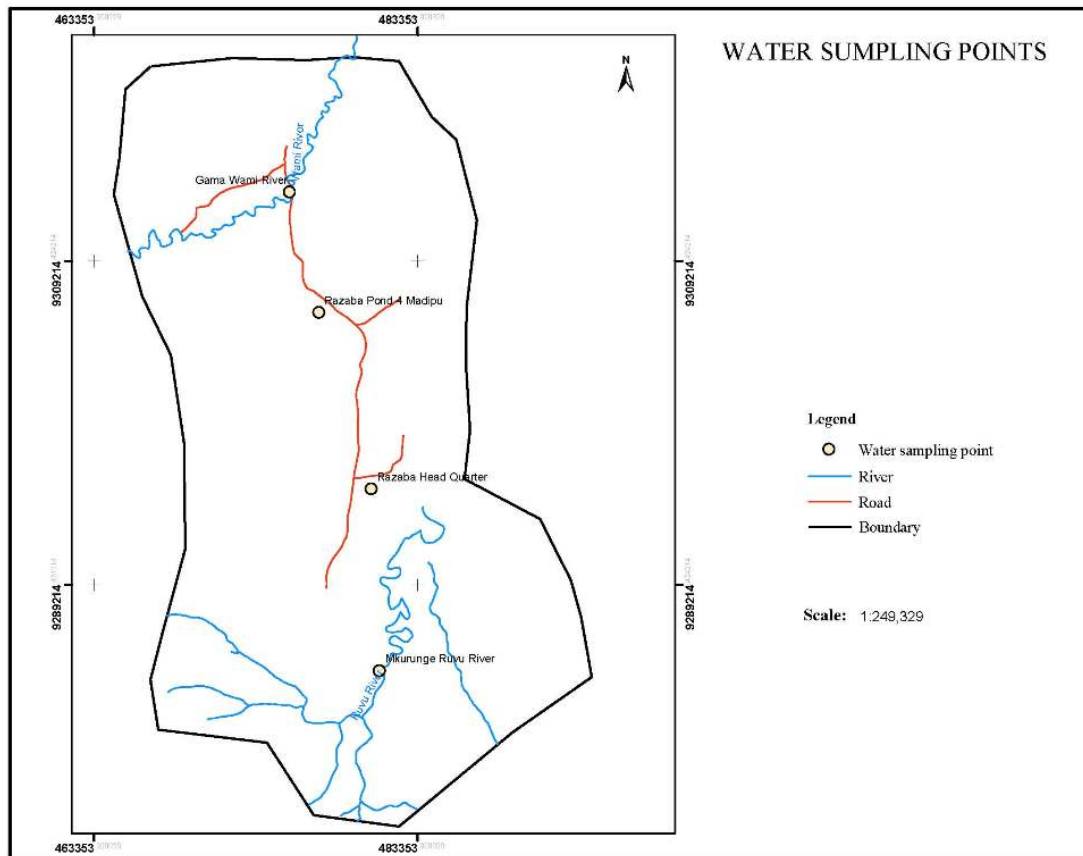 463353
483353
WATER SUMPLING POINTS
N
Wami River
Gama Wami River
9309214
9309214
Razaba Pond 4 Madipu
Legend
Water sampling point
River
Road
Boundary
Razaba Head Quarter
9289214
9289214
Scale: 1:249,329
Mkurunge Ruvu River
Ruvu River
463353
483353